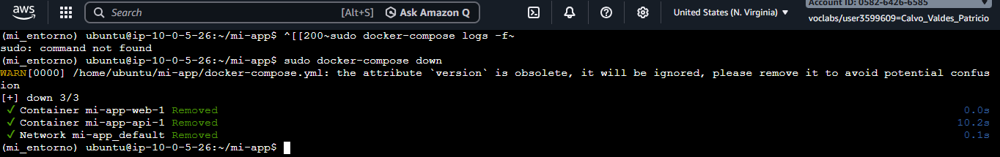 aws
Search [Alt+S] Ask Amazon Q United States (N. Virginia) ▼ Account ID: 0582-6426-6585
voclabs/user3599609=Calvo_Valdes_Patricio
(mi_entorno) ubuntu@ip-10-0-5-26:~/mi-app$ ^[[200~sudo docker-compose logs -f~
sudo: command not found
(mi_entorno) ubuntu@ip-10-0-5-26:~/mi-app$ sudo docker-compose down
WARN[0000] /home/ubuntu/mi-app/docker-compose.yml: the attribute `version` is obsolete, it will be ignored, please remove it to avoid potential confus
ion
[+] down 3/3
✓ Container mi-app-web-1 Removed 0.0s
✓ Container mi-app-api-1 Removed 10.2s
✓ Network mi-app_default Removed 0.1s
(mi_entorno) ubuntu@ip-10-0-5-26:~/mi-app$